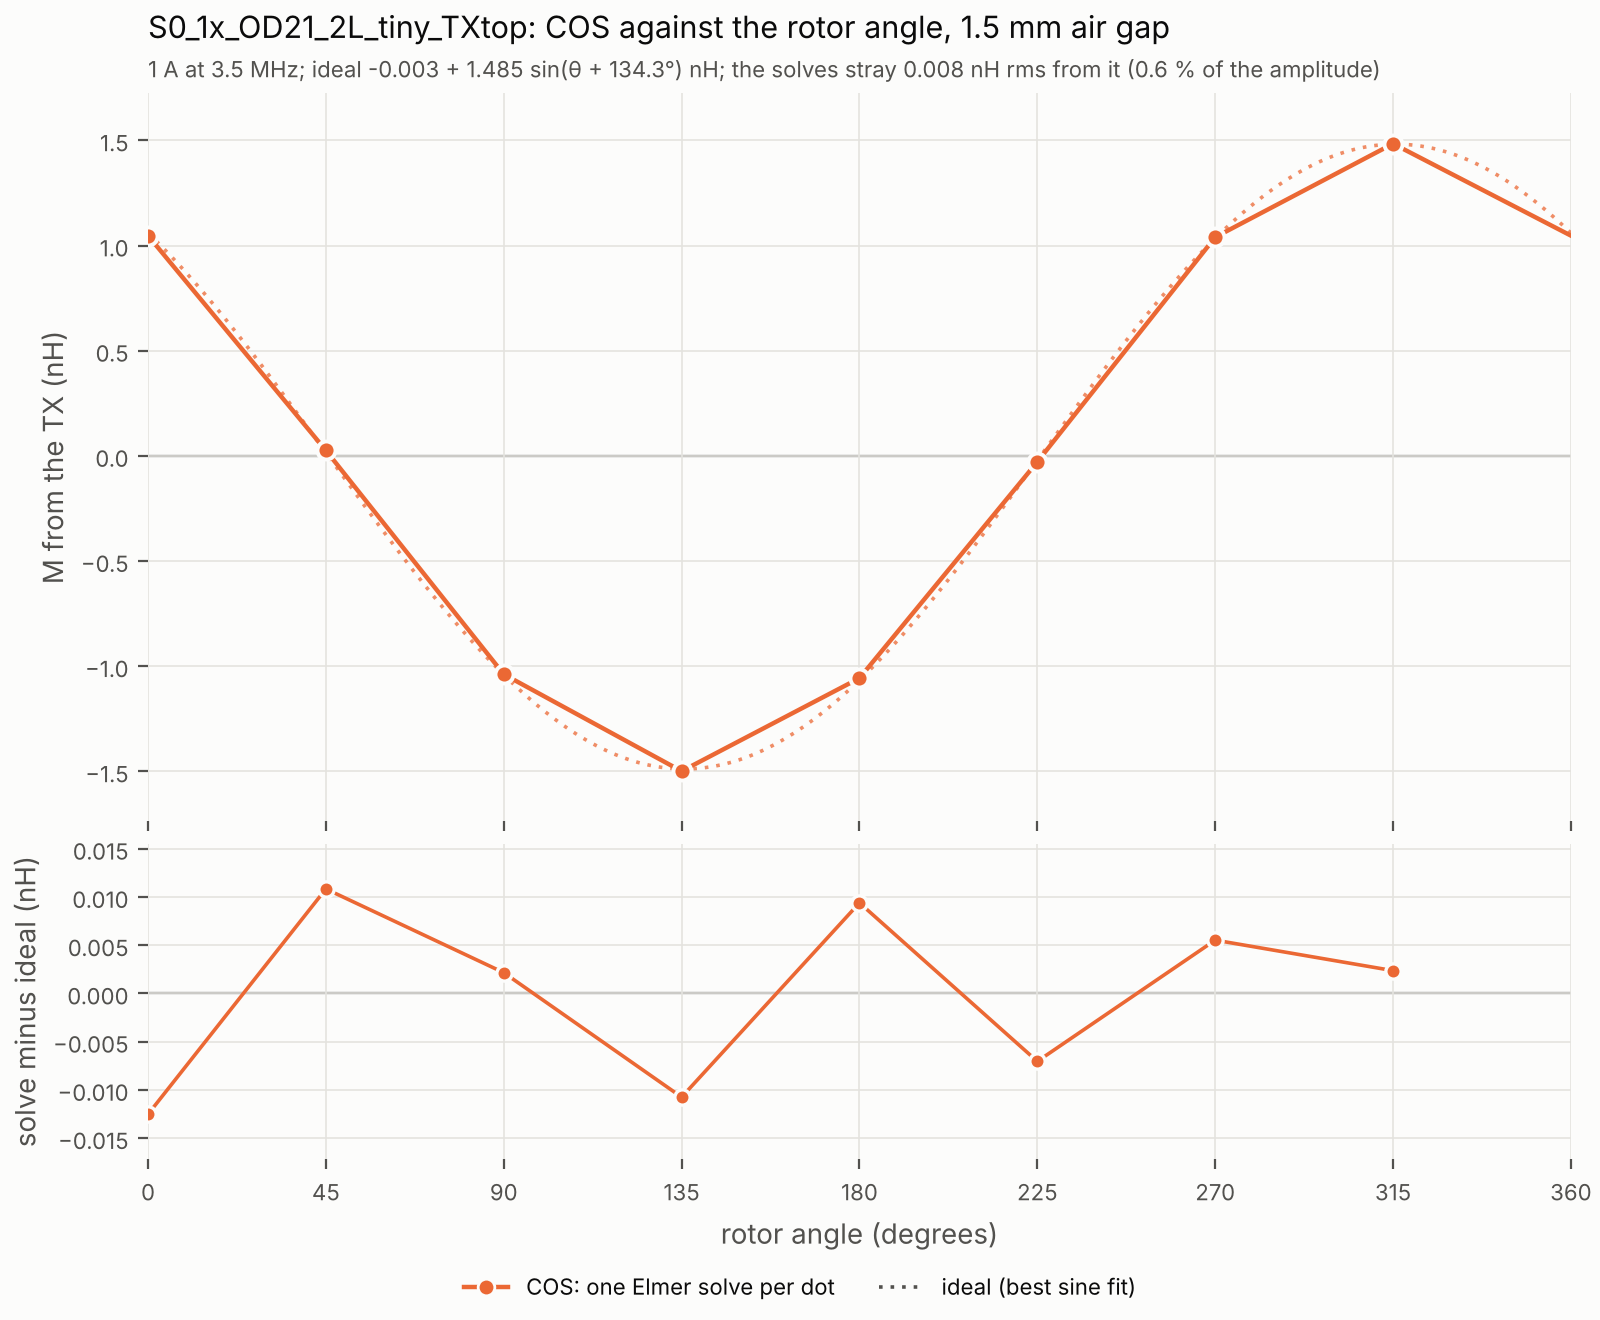 S0_1x_OD21_2L_tiny_TXtop: COS against the rotor angle, 1.5 mm air gap
1 A at 3.5 MHz; ideal -0.003 + 1.485 sin(θ + 134.3°) nH; the solves stray 0.008 nH rms from it (0.6 % of the amplitude)
M from the TX (nH)
1.5
1.0
0.5
0.0
−0.5
−1.0
−1.5
solve minus ideal (nH)
0.015
0.010
0.005
0.000
−0.005
−0.010
−0.015
0 45 90 135 180 225 270 315 360
rotor angle (degrees)
COS: one Elmer solve per dot ideal (best sine fit)